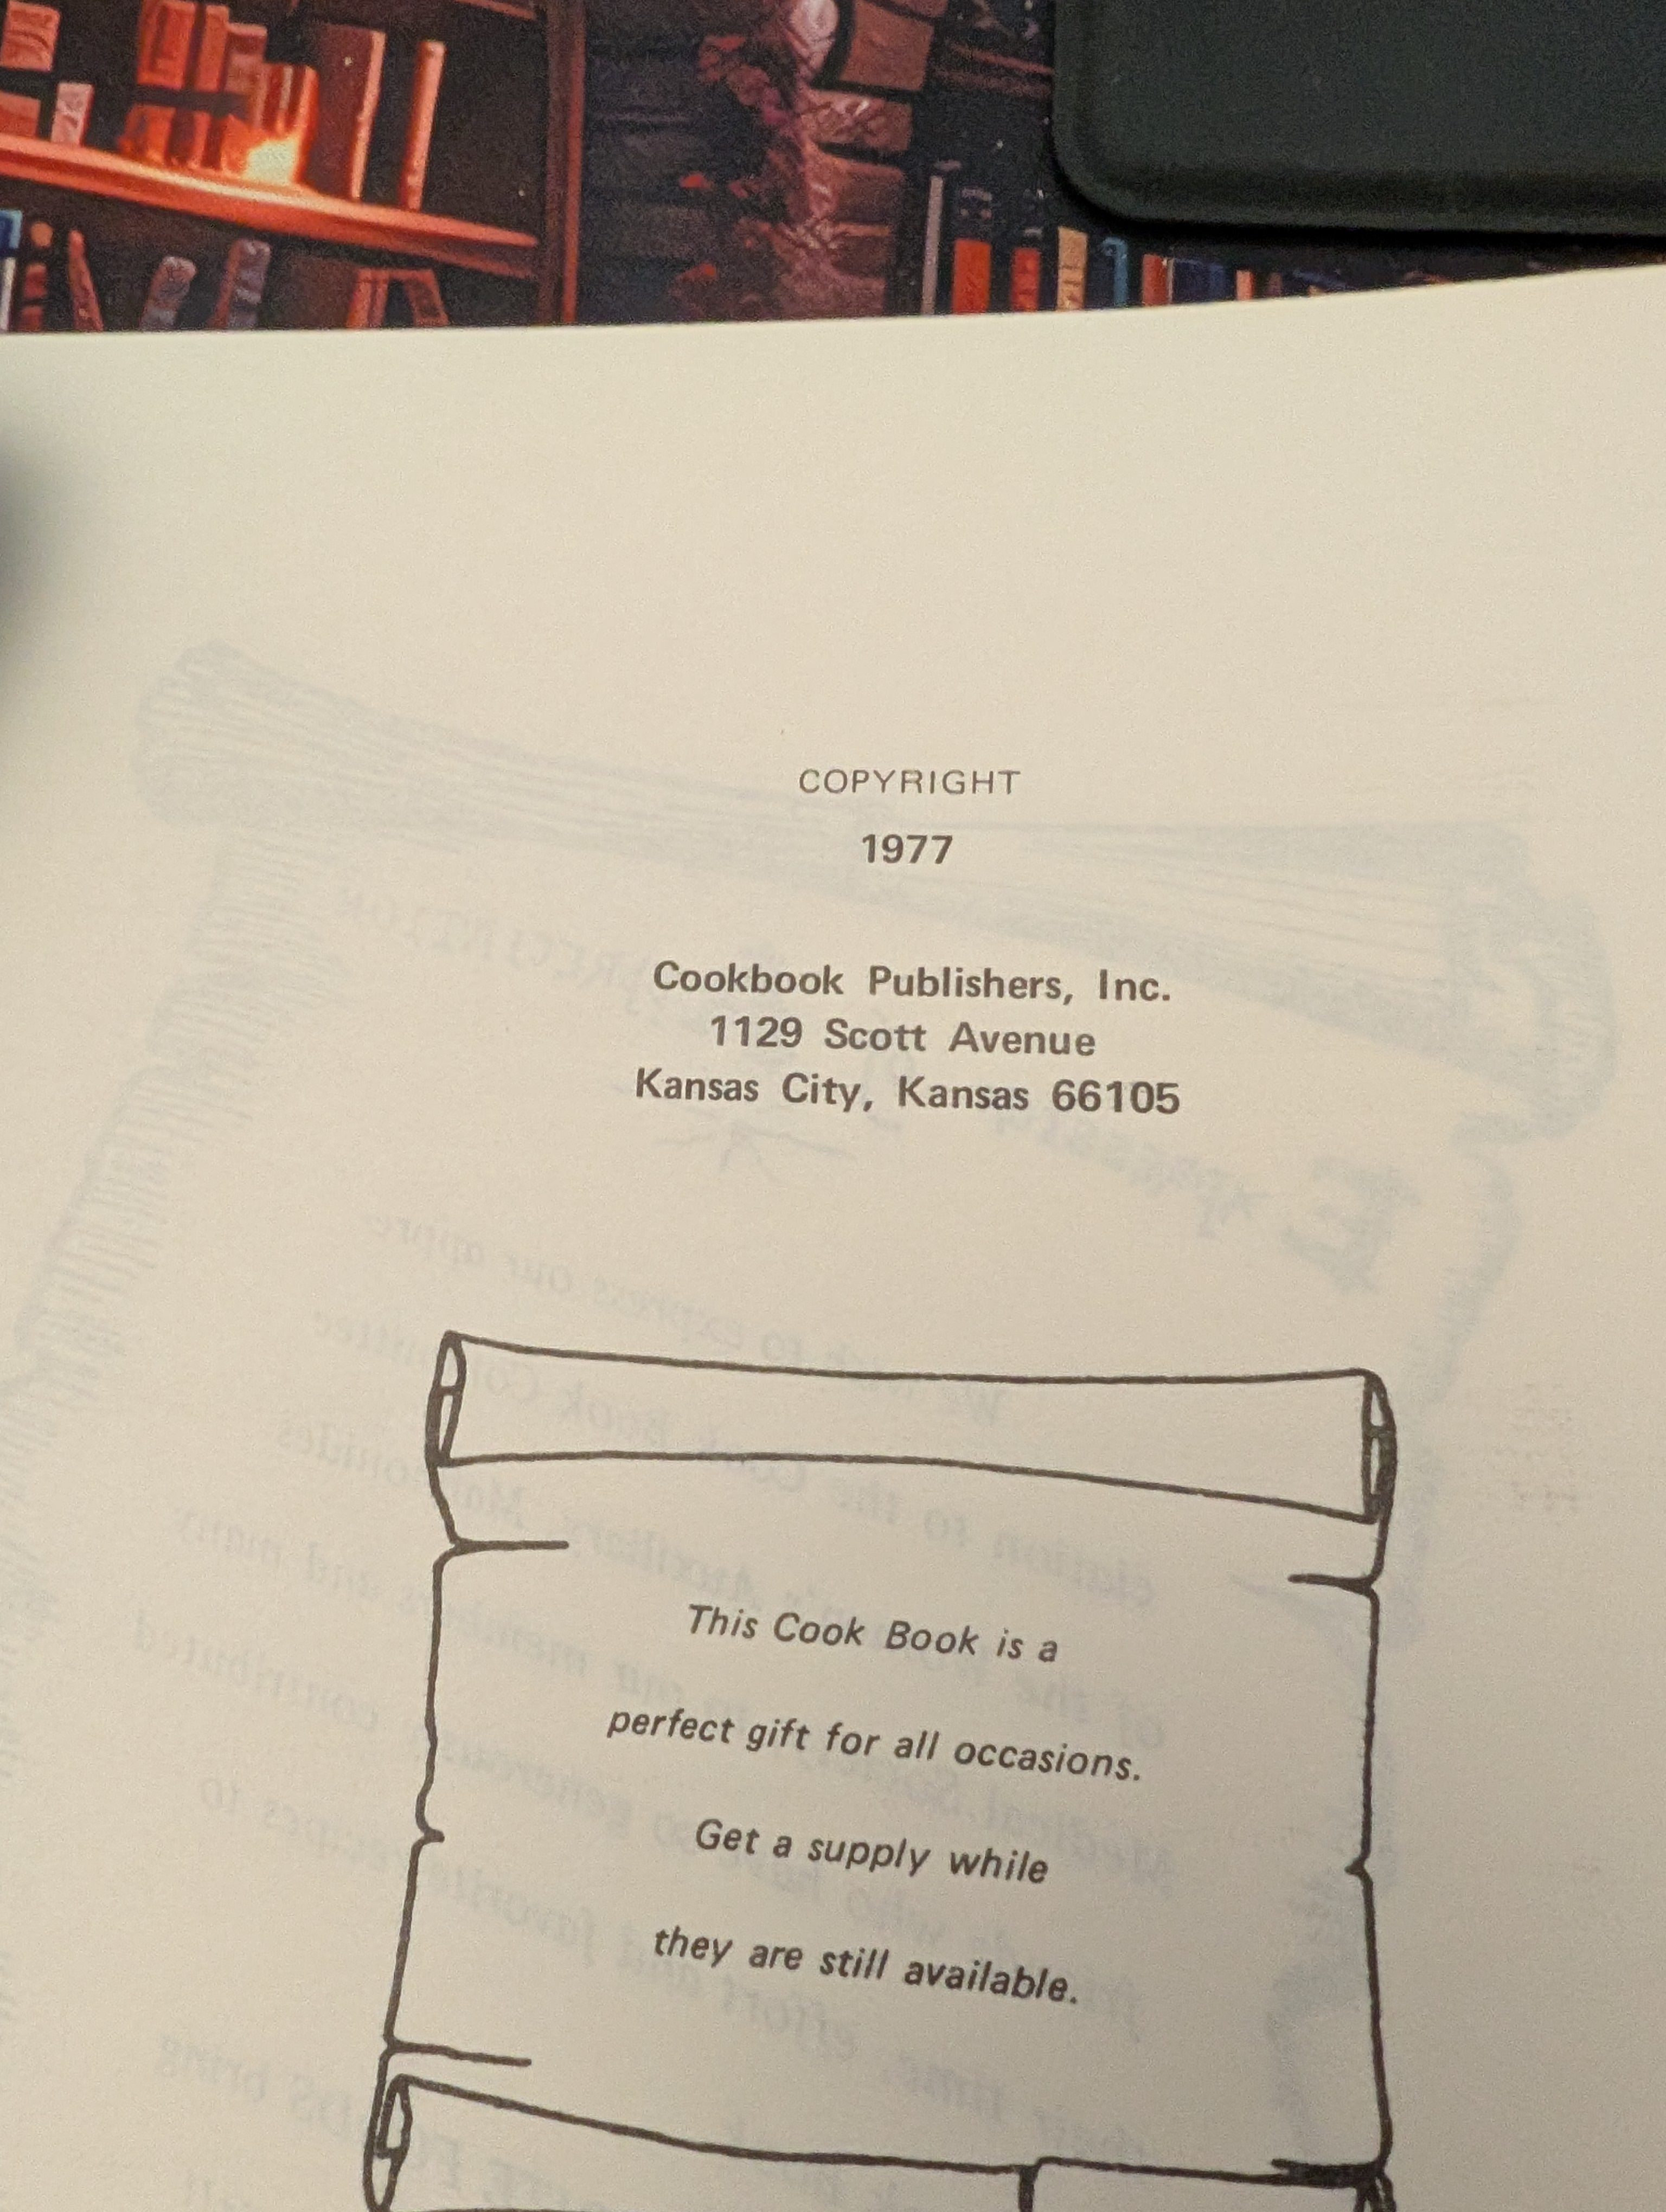 COPYRIGHT
1977
Cookbook Publishers, Inc.
1129 Scott Avenue
Kansas City, Kansas 66105
This Cook Book is a
perfect gift for all occasions.
Get a supply while
they are still available.